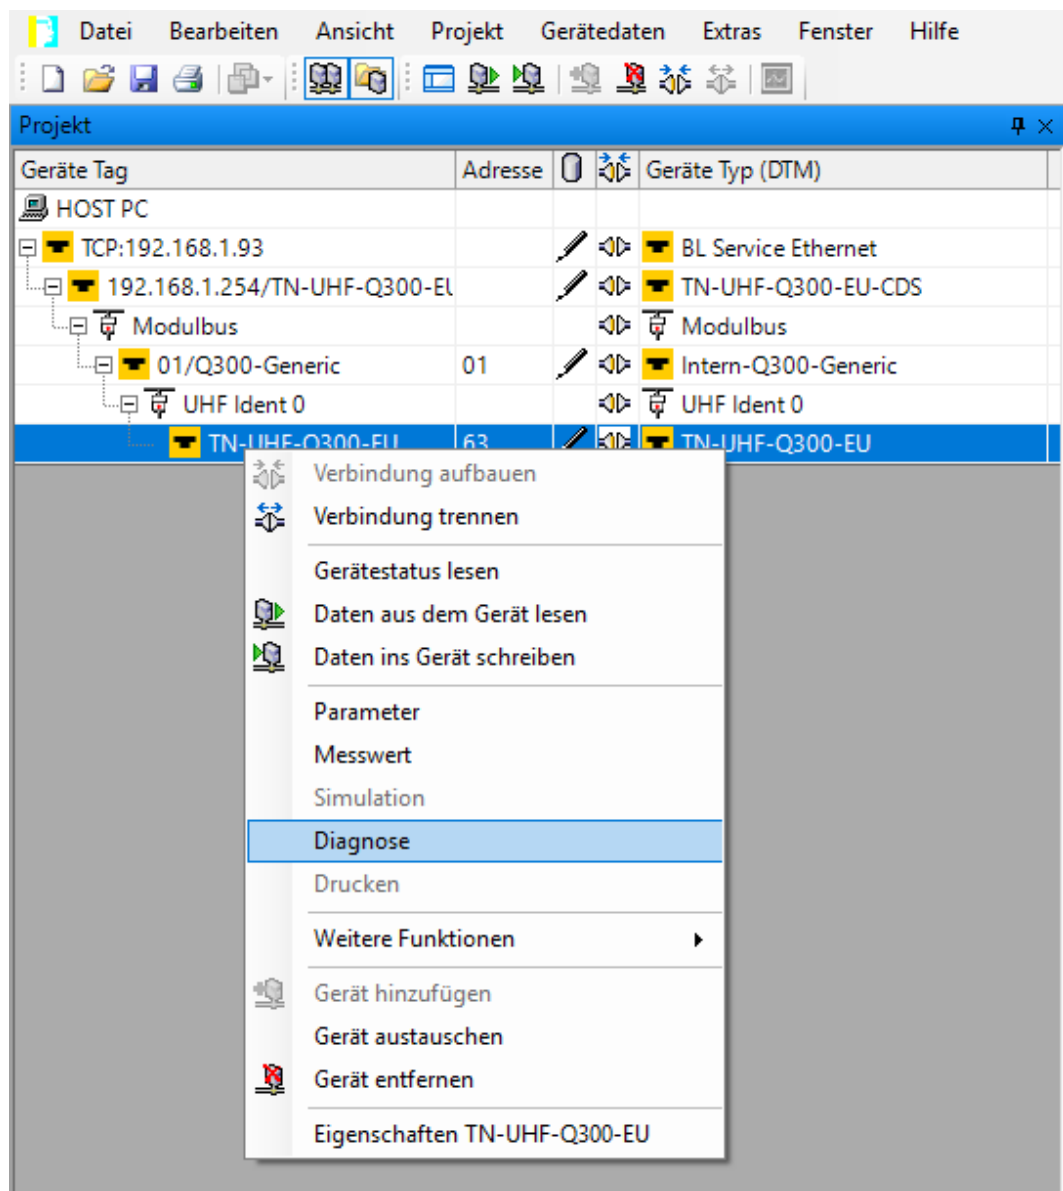 Datei Bearbeiten Ansicht Projekt Gerätedaten Extras Fenster Hilfe
Projekt
Geräte Tag Adresse Geräte Typ (DTM)
HOST PC
TCP:192.168.1.93 BL Service Ethernet
192.168.1.254/TN-UHF-Q300-EU TN-UHF-Q300-EU-CDS
Modulbus Modulbus
01/Q300-Generic 01 Intern-Q300-Generic
UHF Ident 0 UHF Ident 0
TN-UHF-Q300-EU 63 TN-UHF-Q300-EU
Verbindung aufbauen
Verbindung trennen
Gerätestatus lesen
Daten aus dem Gerät lesen
Daten ins Gerät schreiben
Parameter
Messwert
Simulation
Diagnose
Drucken
Weitere Funktionen
Gerät hinzufügen
Gerät austauschen
Gerät entfernen
Eigenschaften TN-UHF-Q300-EU